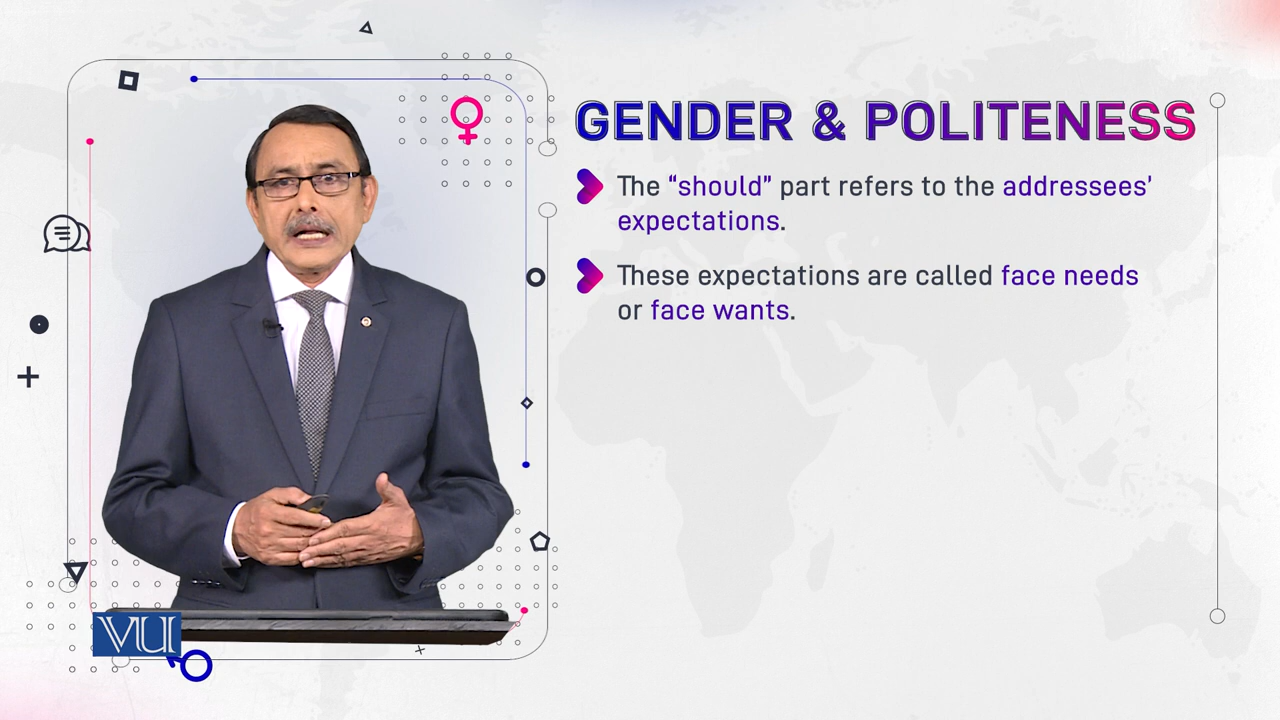 GENDER & POLITENESS
The “should” part refers to the addressees’
expectations.
These expectations are called face needs
or face wants.
VU